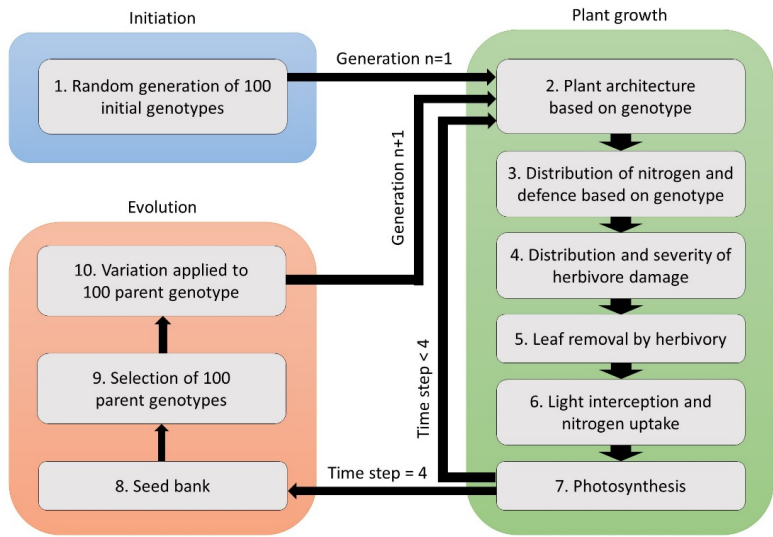 Initiation
1. Random generation of 100
initial genotypes
Generation n=1
Plant growth
2. Plant architecture
based on genotype
3. Distribution of nitrogen and
defence based on genotype
4. Distribution and severity of
herbivore damage
5. Leaf removal by herbivory
6. Light interception and
nitrogen uptake
7. Photosynthesis
Time step < 4
Time step = 4
Evolution
8. Seed bank
9. Selection of 100
parent genotypes
10. Variation applied to
100 parent genotype
Generation n+1